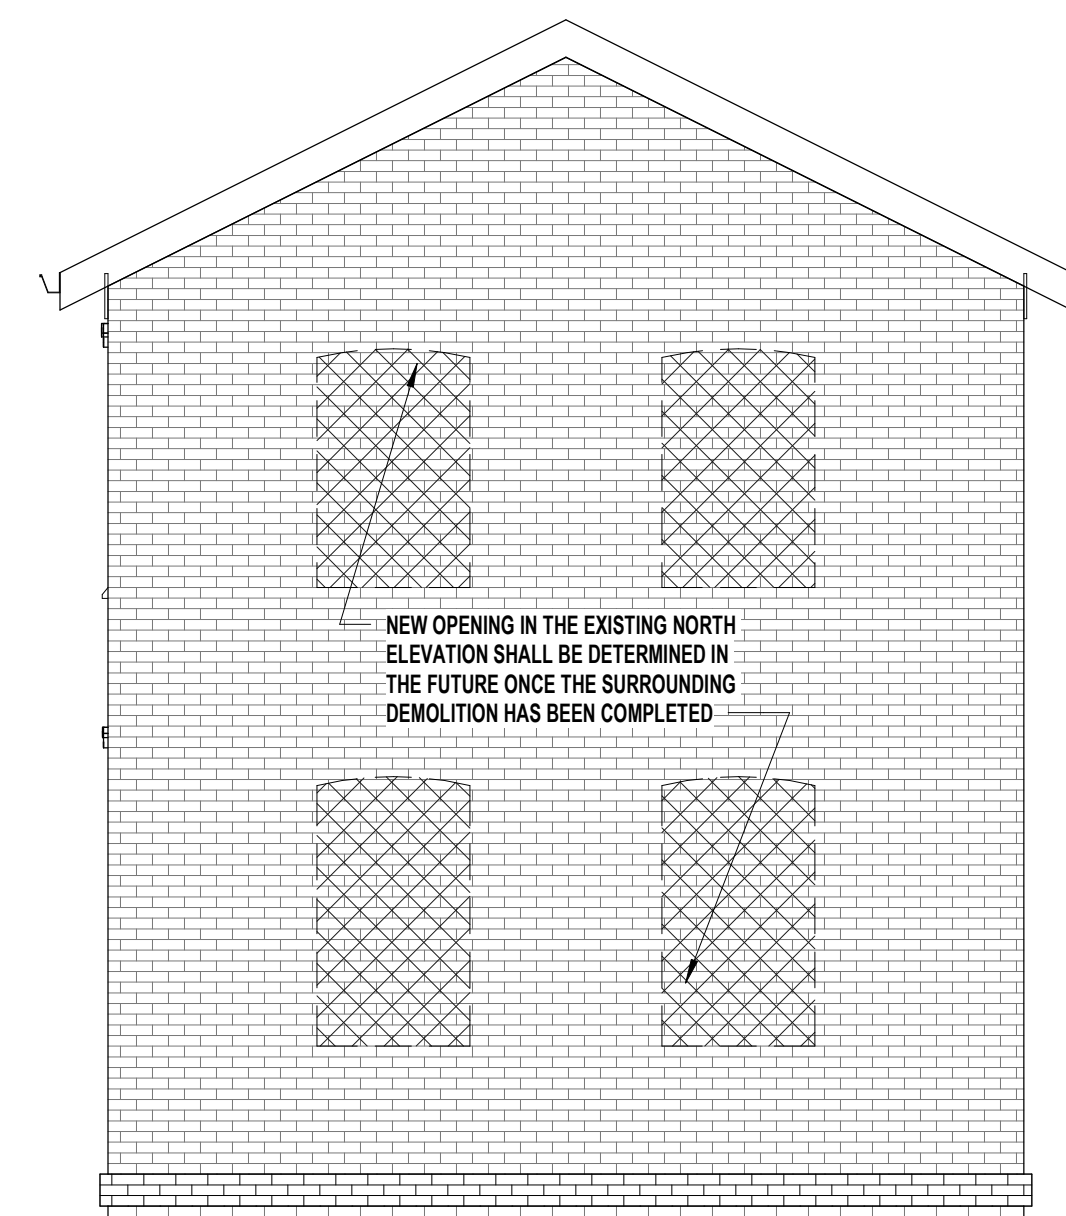 NEW OPENING IN THE EXISTING NORTH
ELEVATION SHALL BE DETERMINED IN
THE FUTURE ONCE THE SURROUNDING
DEMOLITION HAS BEEN COMPLETED